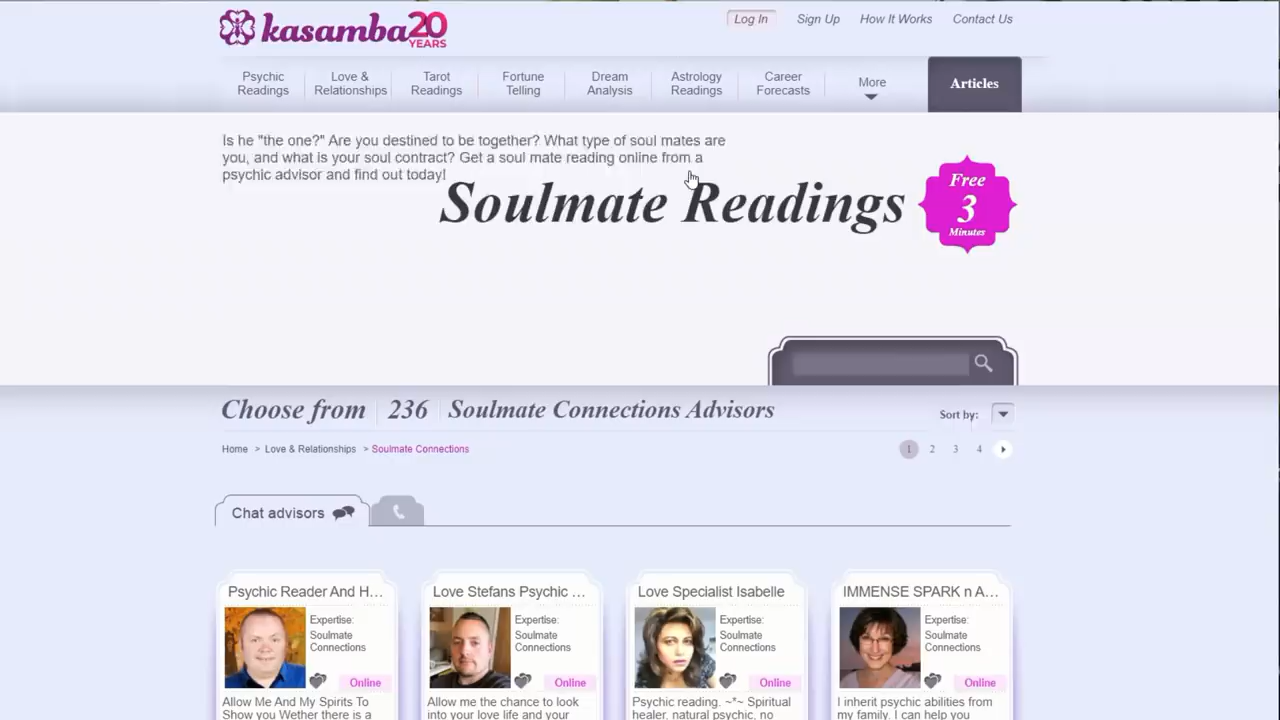 kasamba 20 YEARS
Log In Sign Up How It Works Contact Us
Psychic Readings
Love & Relationships
Tarot Readings
Fortune Telling
Dream Analysis
Astrology Readings
Career Forecasts
More
Articles
Is he "the one?" Are you destined to be together? What type of soul mates are
you, and what is your soul contract? Get a soul mate reading online from a
psychic advisor and find out today!
Soulmate Readings
Free
3
Minutes
Choose from 236 Soulmate Connections Advisors
Sort by:
Home > Love & Relationships > Soulmate Connections
1 2 3 4
Chat advisors
Psychic Reader And H...
Expertise:
Soulmate
Connections
Online
Allow Me And My Spirits To
Show you Wether there is a
Love Stefans Psychic ...
Expertise:
Soulmate
Connections
Online
Allow me the chance to look
into your love life and your
Love Specialist Isabelle
Expertise:
Soulmate
Connections
Online
Psychic reading. ~*~ Spiritual
healer, natural psychic, no
IMMENSE SPARK n A...
Expertise:
Soulmate
Connections
Online
I inherit psychic abilities from
my family. I can help you